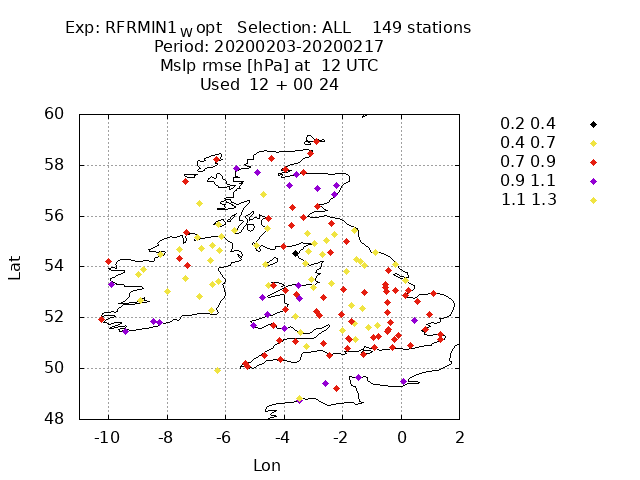 Exp: RFRMIN1wopt Selection: ALL 149 stations
Period: 20200203-20200217
Mslp rmse [hPa] at 12 UTC
Used 12 + 00 24
0.2 0.4
0.4 0.7
0.7 0.9
0.9 1.1
1.1 1.3
60
58
56
54
52
50
48
Lat
-10 -8 -6 -4 -2 0 2
Lon